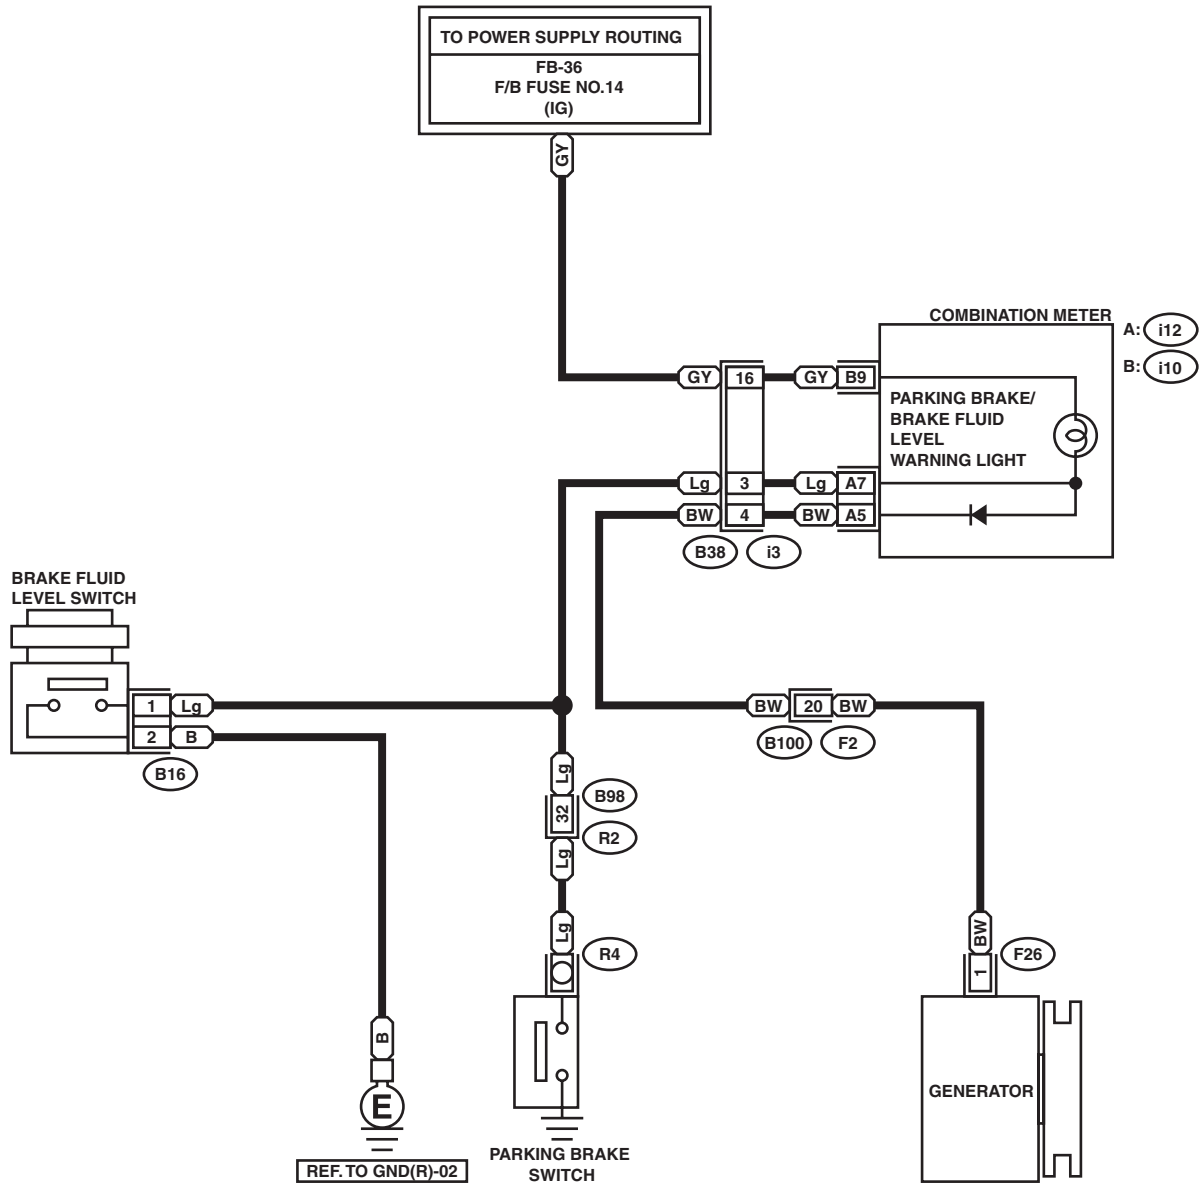 TO POWER SUPPLY ROUTING
FB-36
F/B FUSE NO.14
(IG)
GY
COMBINATION METER
A: i12
B: i10
GY 16 GY B9
PARKING BRAKE/
BRAKE FLUID
LEVEL
WARNING LIGHT
Lg 3 Lg A7
BW 4 BW A5
B38 i3
BRAKE FLUID
LEVEL SWITCH
1 Lg
2 B
B16
BW 20 BW
B100 F2
Lg
B98
32
R2
Lg
Lg
R4
BW
F26
1
B
E
REF. TO GND(R)-02
PARKING BRAKE
SWITCH
GENERATOR